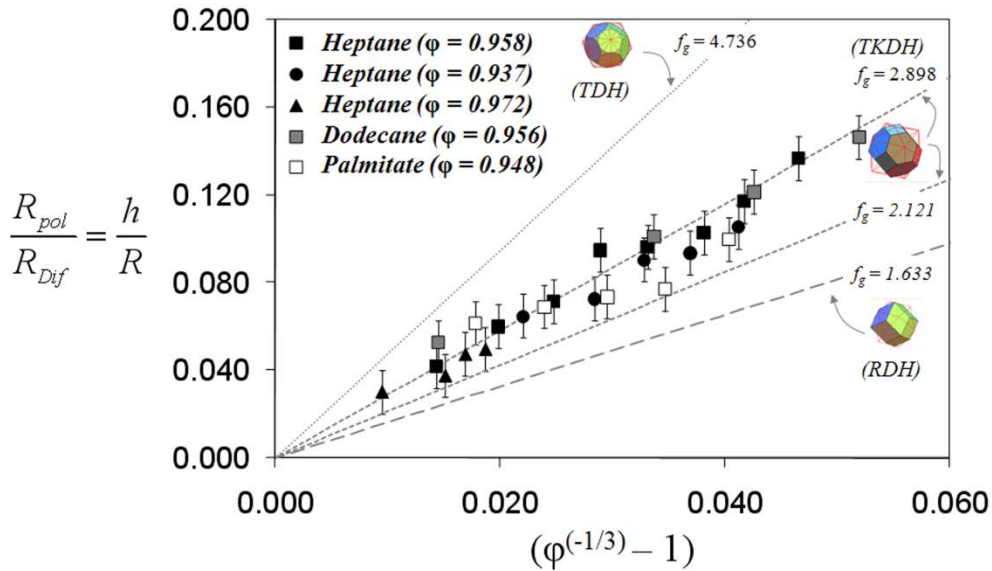 0.200
0.160
0.120
0.080
0.040
0.000
R_pol / R_Dif = h / R
Heptane (φ = 0.958)
Heptane (φ = 0.937)
Heptane (φ = 0.972)
Dodecane (φ = 0.956)
Palmitate (φ = 0.948)
(TDH)
f_g = 4.736
(TKDH)
f_g = 2.898
f_g = 2.121
f_g = 1.633
(RDH)
0.000 0.020 0.040 0.060
(φ^(-1/3) – 1)